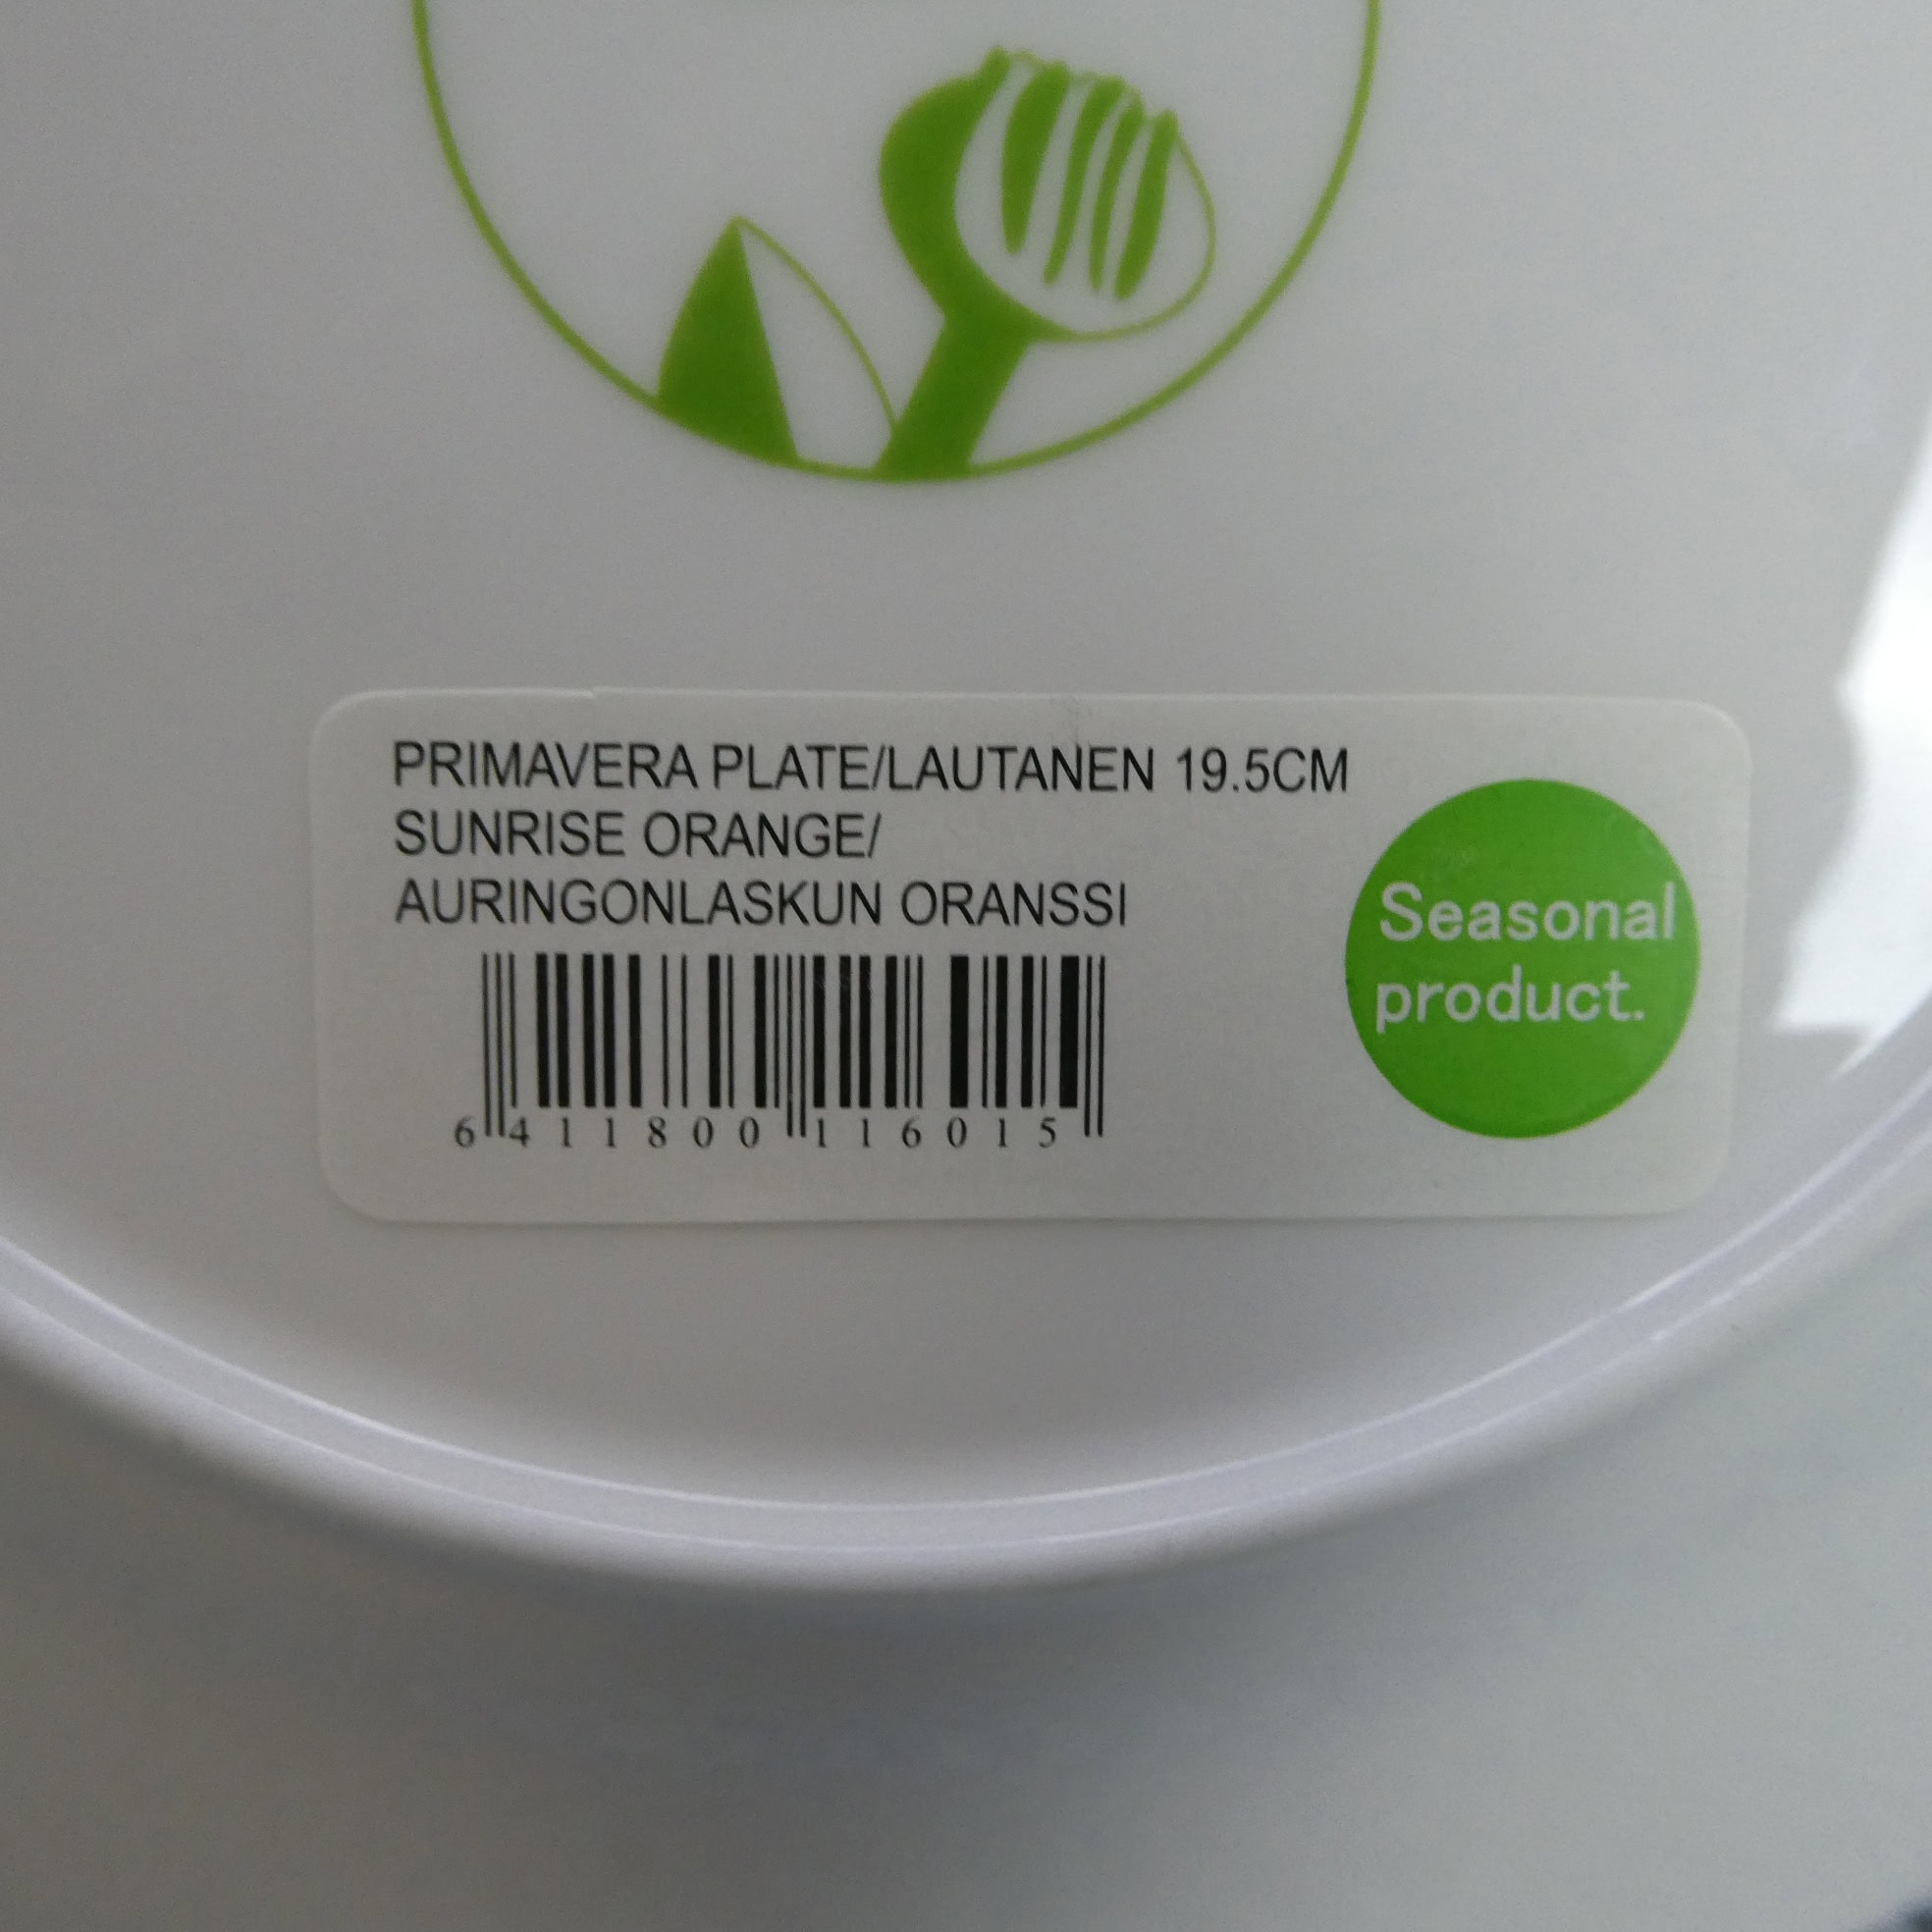 PRIMAVERA PLATE/LAUTANEN 19.5CM
SUNRISE ORANGE/
AURINGONLASKUN ORANSSI
6 411800 116015
Seasonal
product.